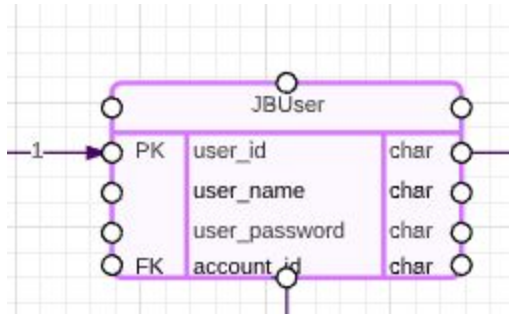 JBUser
1 PK user_id char
user_name char
user_password char
FK account_id char